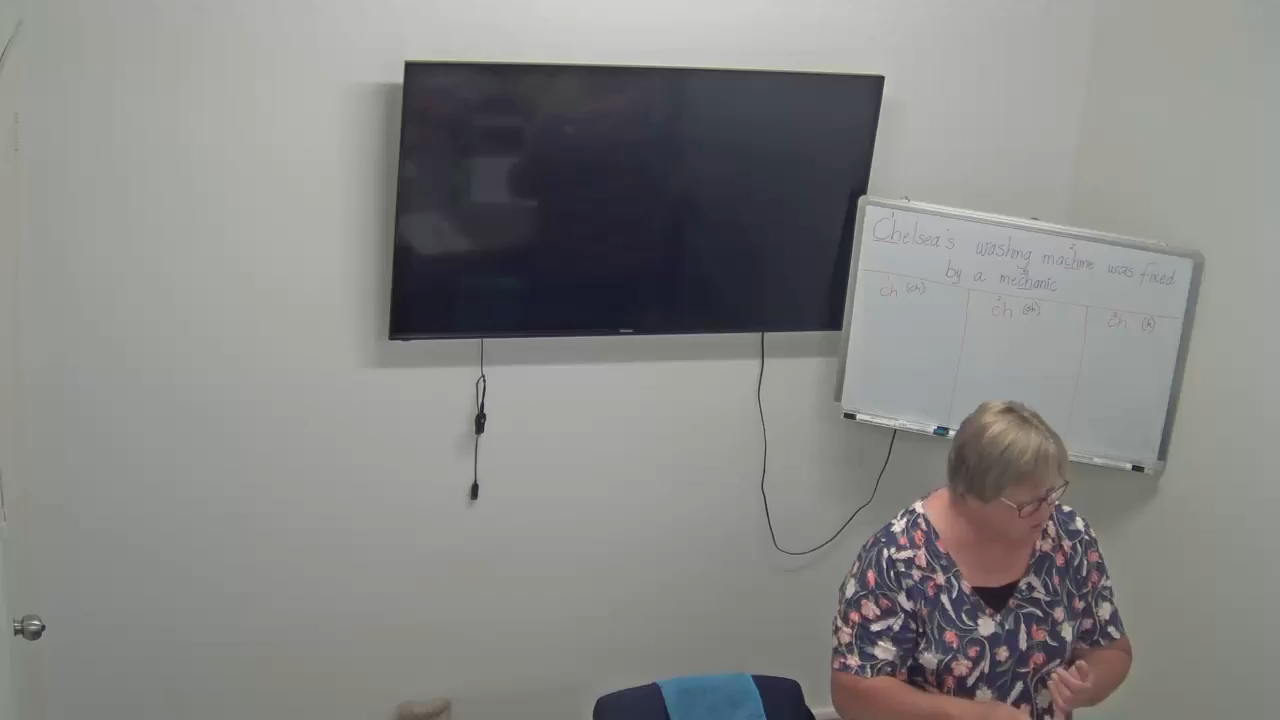 Chelsea's washing machine was fixed
by a mechanic
ch (ch)
ch (sh)
ch (k)